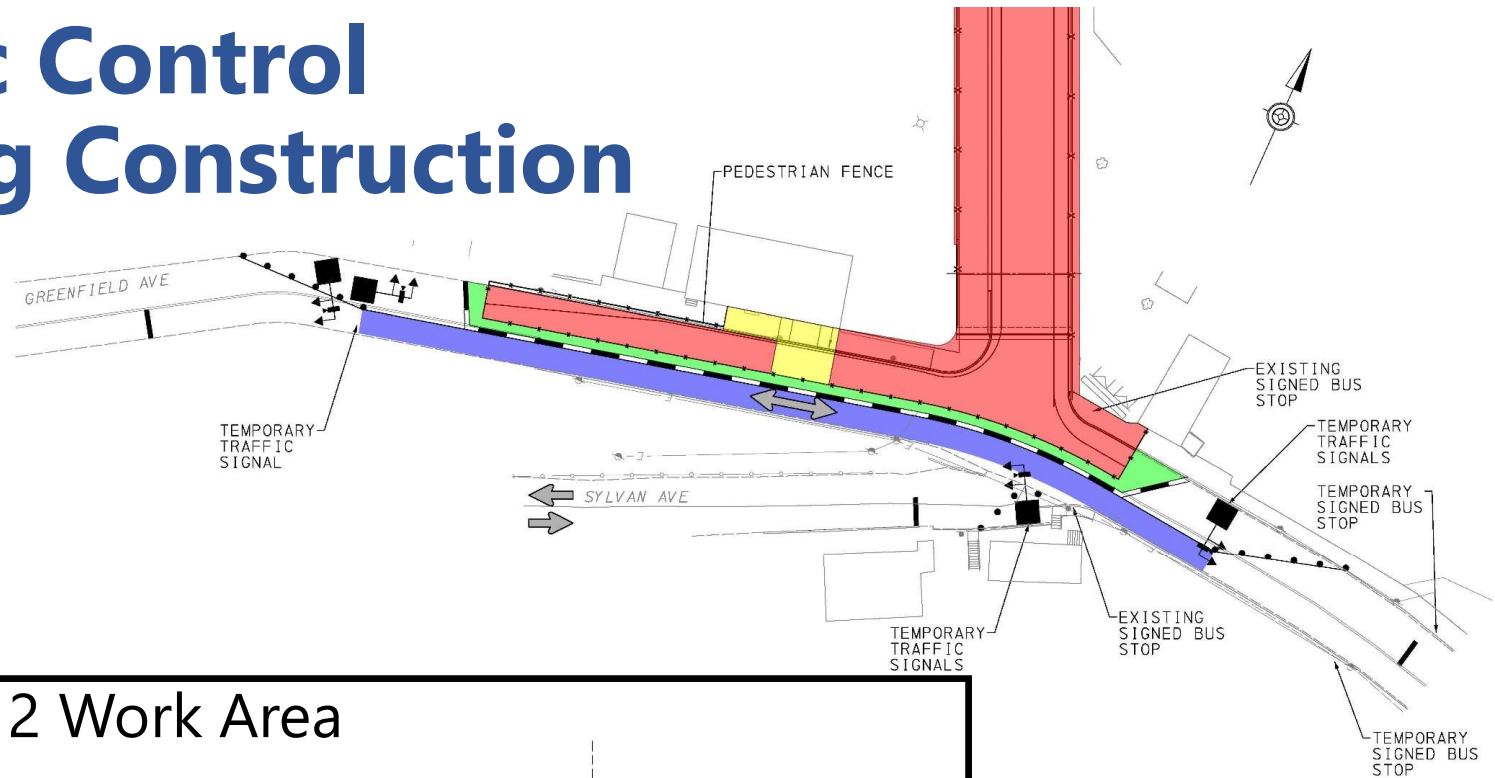 c Control
g Construction
PEDESTRIAN FENCE
GREENFIELD AVE
EXISTING
SIGNED BUS
STOP
TEMPORARY
TRAFFIC
SIGNAL
TEMPORARY
TRAFFIC
SIGNALS
TEMPORARY
SIGNED BUS
STOP
SYLVAN AVE
TEMPORARY
TRAFFIC
SIGNALS
EXISTING
SIGNED BUS
STOP
2 Work Area
TEMPORARY
SIGNED BUS
STOP